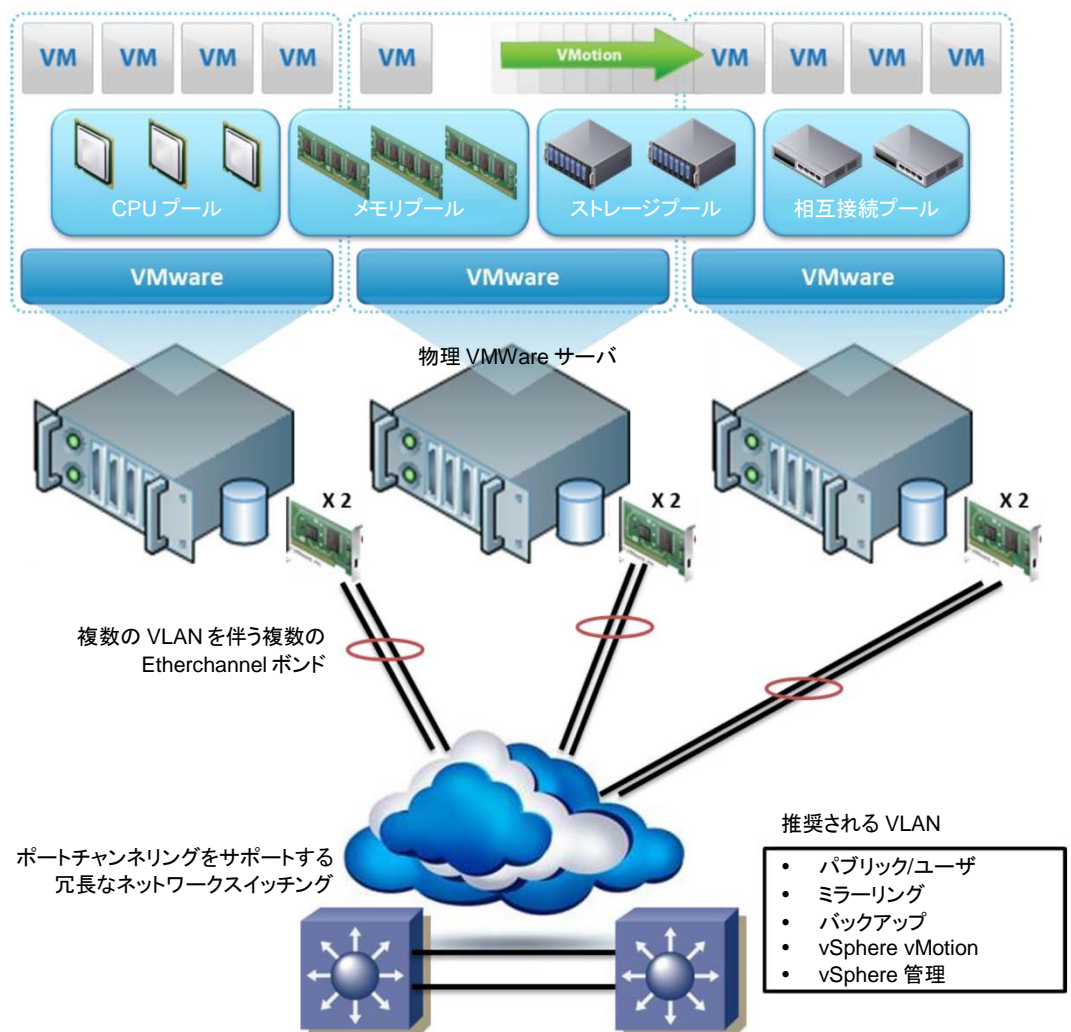 VM VM VM VM VM VMotion VM VM VM VM
CPU プール メモリプール ストレージプール 相互接続プール
VMware VMware VMware
物理 VMWare サーバ
X 2 X 2 X 2
複数の VLAN を伴う複数の
Etherchannel ボンド
推奨される VLAN
ポートチャンネリングをサポートする
冗長なネットワークスイッチング
• パブリック/ユーザ
• ミラーリング
• バックアップ
• vSphere vMotion
• vSphere 管理